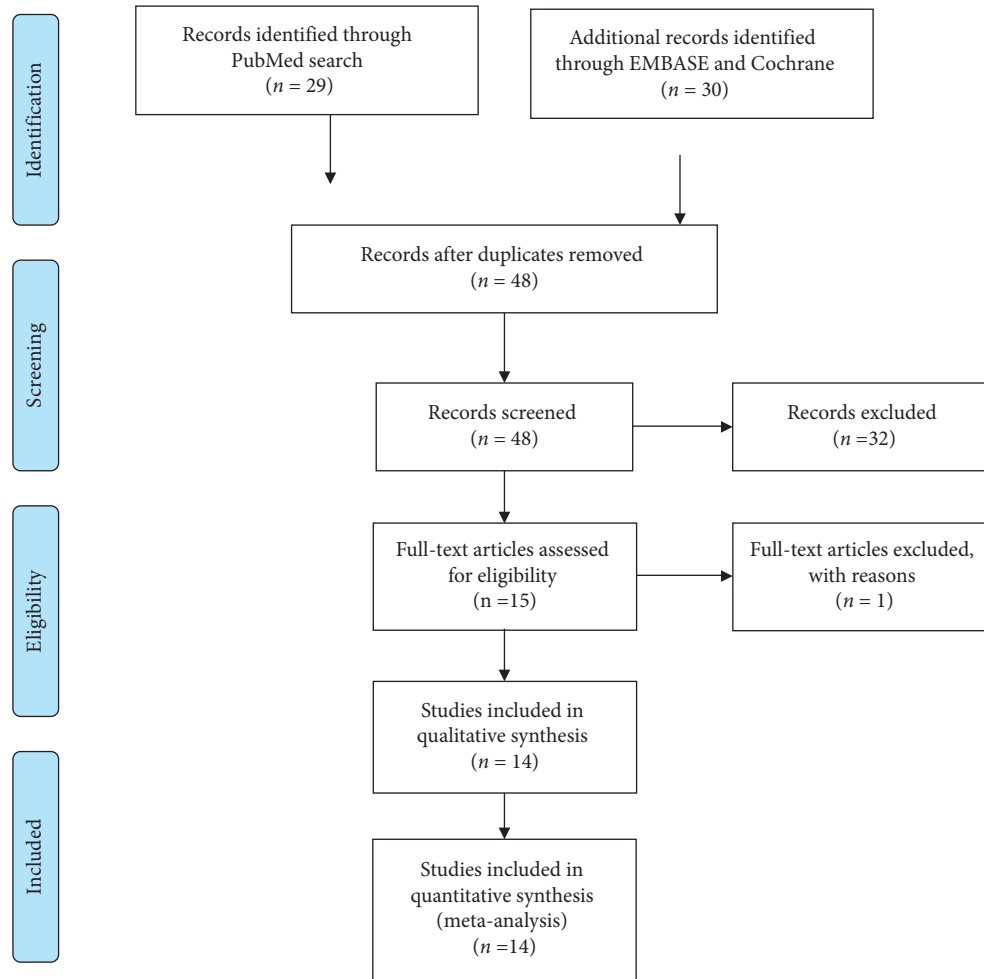 Identification
Records identified through
PubMed search
(n = 29)
Additional records identified
through EMBASE and Cochrane
(n = 30)
Records after duplicates removed
(n = 48)
Screening
Records screened
(n = 48)
Records excluded
(n =32)
Eligibility
Full-text articles assessed
for eligibility
(n =15)
Full-text articles excluded,
with reasons
(n = 1)
Studies included in
qualitative synthesis
(n = 14)
Included
Studies included in
quantitative synthesis
(meta-analysis)
(n =14)